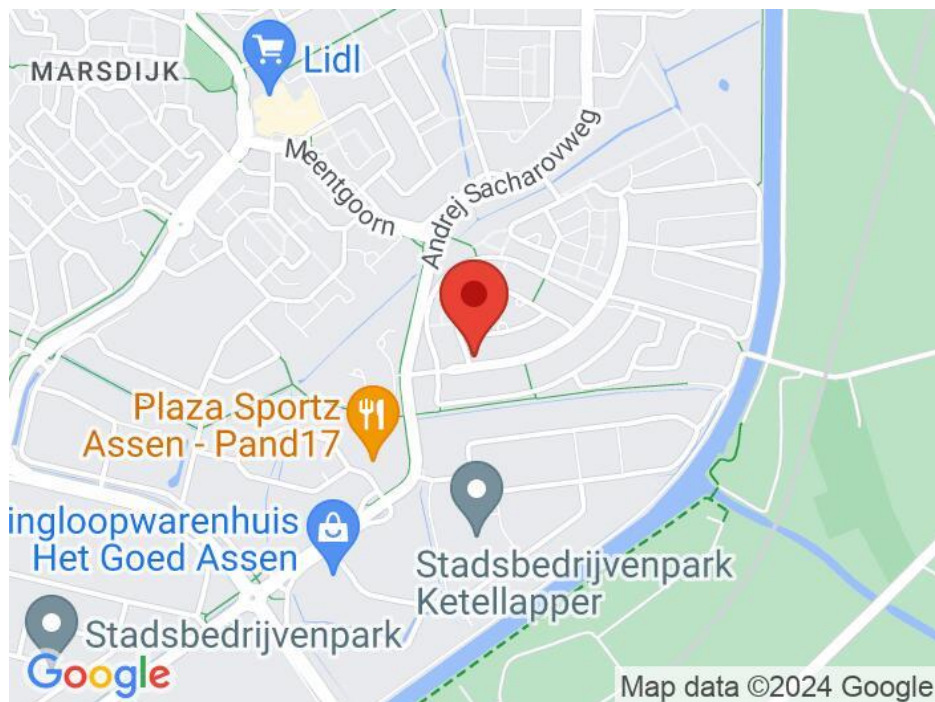 Lidl
MARSDIJK
Meentgoorn
Andrej Sacharovweg
Plaza Sportz
Assen - Pand17
ingloopwarenhuis
Het Goed Assen
Stadsbedrijvenpark
Ketellapper
Stadsbedrijvenpark
Google
Map data ©2024 Google